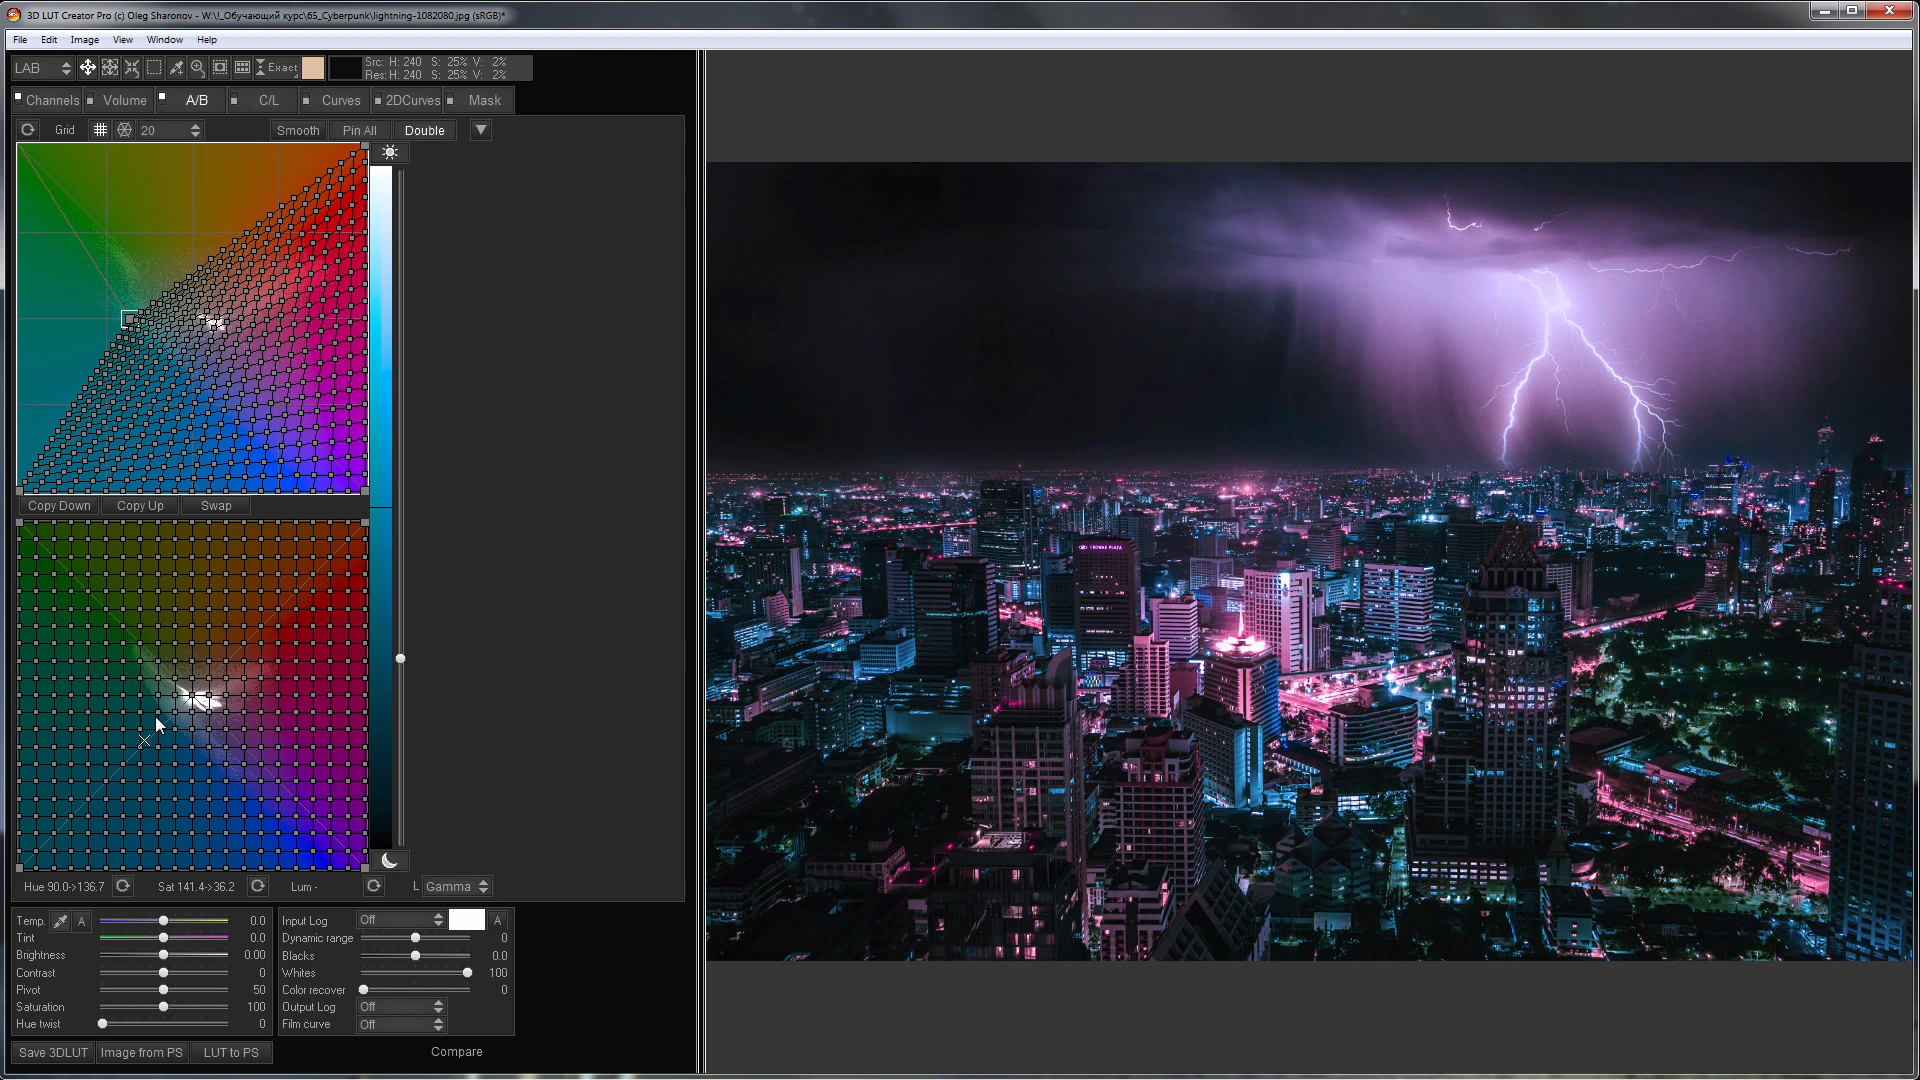 3D LUT Creator Pro (c) Oleg Sharonov - W:\!_Обучающий курс\65_Cyberpunk\lightning-1082080.jpg (sRGB)*
File Edit Image View Window Help
LAB Exact Src: H: 240 S: 25% V: 2%
Res: H: 240 S: 25% V: 2%
Channels Volume A/B C/L Curves 2DCurves Mask
Grid 20 Smooth Pin All Double
Copy Down Copy Up Swap
CROWNE PLAZA
Hue 90.0->136.7 Sat 141.4->36.2 Lum - L Gamma
Temp. A 0.0 Input Log Off A
Tint 0.0 Dynamic range 0
Brightness 0.00 Blacks 0.0
Contrast 0 Whites 100
Pivot 50 Color recover 0
Saturation 100 Output Log Off
Hue twist 0 Film curve Off
Save 3DLUT Image from PS LUT to PS Compare